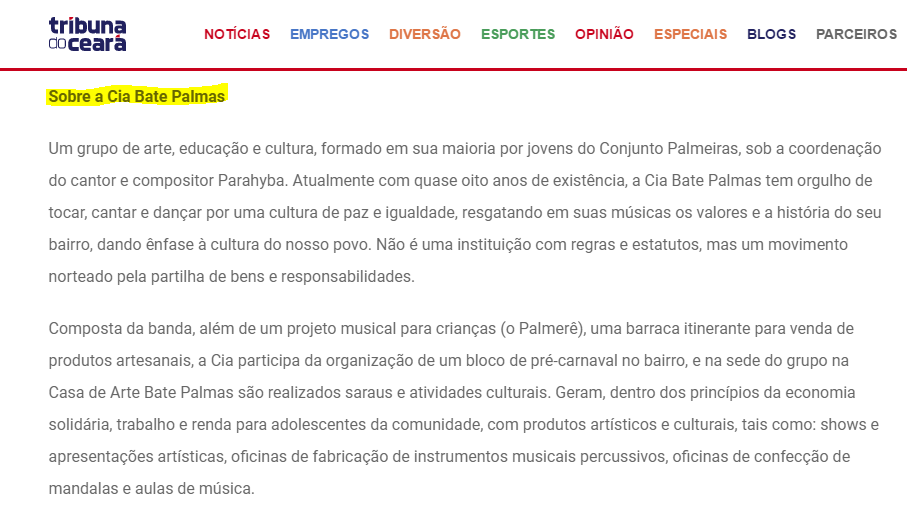 tribuna
do ceará
NOTÍCIAS EMPREGOS DIVERSÃO ESPORTES OPINIÃO ESPECIAIS BLOGS PARCEIROS
Sobre a Cia Bate Palmas
Um grupo de arte, educação e cultura, formado em sua maioria por jovens do Conjunto Palmeiras, sob a coordenação
do cantor e compositor Parahyba. Atualmente com quase oito anos de existência, a Cia Bate Palmas tem orgulho de
tocar, cantar e dançar por uma cultura de paz e igualdade, resgatando em suas músicas os valores e a história do seu
bairro, dando ênfase à cultura do nosso povo. Não é uma instituição com regras e estatutos, mas um movimento
norteado pela partilha de bens e responsabilidades.
Composta da banda, além de um projeto musical para crianças (o Palmerê), uma barraca itinerante para venda de
produtos artesanais, a Cia participa da organização de um bloco de pré-carnaval no bairro, e na sede do grupo na
Casa de Arte Bate Palmas são realizados saraus e atividades culturais. Geram, dentro dos princípios da economia
solidária, trabalho e renda para adolescentes da comunidade, com produtos artísticos e culturais, tais como: shows e
apresentações artísticas, oficinas de fabricação de instrumentos musicais percussivos, oficinas de confecção de
mandalas e aulas de música.